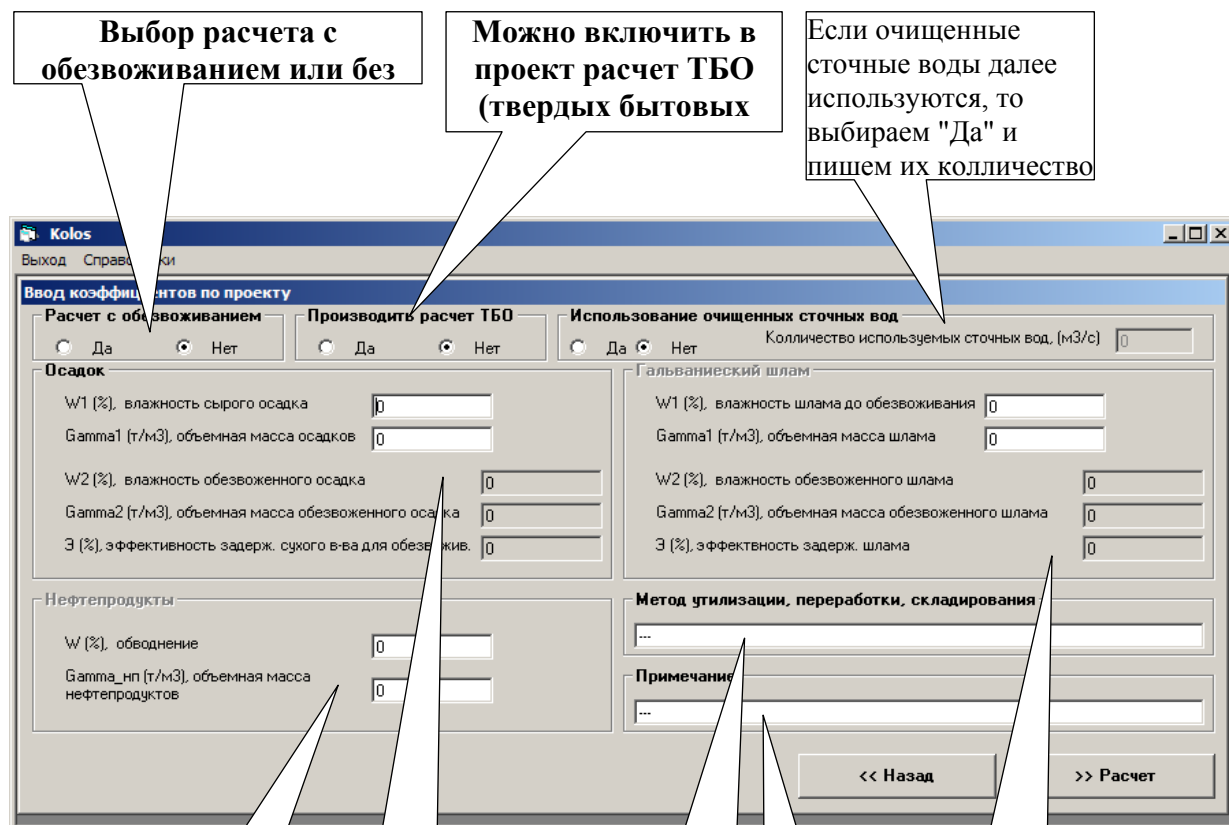 Выбор расчета с
обезвоживанием или без
Можно включить в
проект расчет ТБО
(твердых бытовых
Если очищенные
сточные воды далее
используются, то
выбираем "Да" и
пишем их колличество
Kolos
Выход
Ввод коэффициентов по проекту
Расчет с обезвоживанием
Да Нет
Производить расчет ТБО
Да Нет
Использование очищенных сточных вод
Да Нет Колличество используемых сточных вод, (м3/с) 0
Осадок
W1 (%), влажность сырого осадка 0
Gamma1 (т/м3), объемная масса осадков 0
W2 (%), влажность обезвоженного осадка 0
Gamma2 (т/м3), объемная масса обезвоженного осадка 0
Э (%), эффективность задерж. сухого в-ва для обезвожив. 0
Гальваниеский шлам
W1 (%), влажность шлама до обезвоживания 0
Gamma1 (т/м3), объемная масса шлама 0
W2 (%), влажность обезвоженного шлама 0
Gamma2 (т/м3), объемная масса обезвоженного шлама 0
Э (%), эффектвность задерж. шлама 0
Нефтепродукты
W (%), обводнение 0
Gamma_нп (т/м3), объемная масса
нефтепродуктов 0
Метод утилизации, переработки, складирования
---
Примечание
---
<< Назад >> Расчет